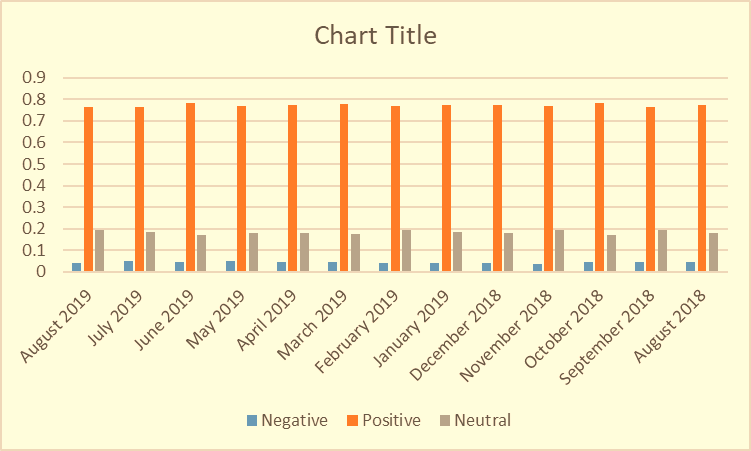 Chart Title
0.9
0.8
0.7
0.6
0.5
0.4
0.3
0.2
0.1
0
August 2019
July 2019
June 2019
May 2019
April 2019
March 2019
February 2019
January 2019
December 2018
November 2018
October 2018
September 2018
August 2018
Negative Positive Neutral